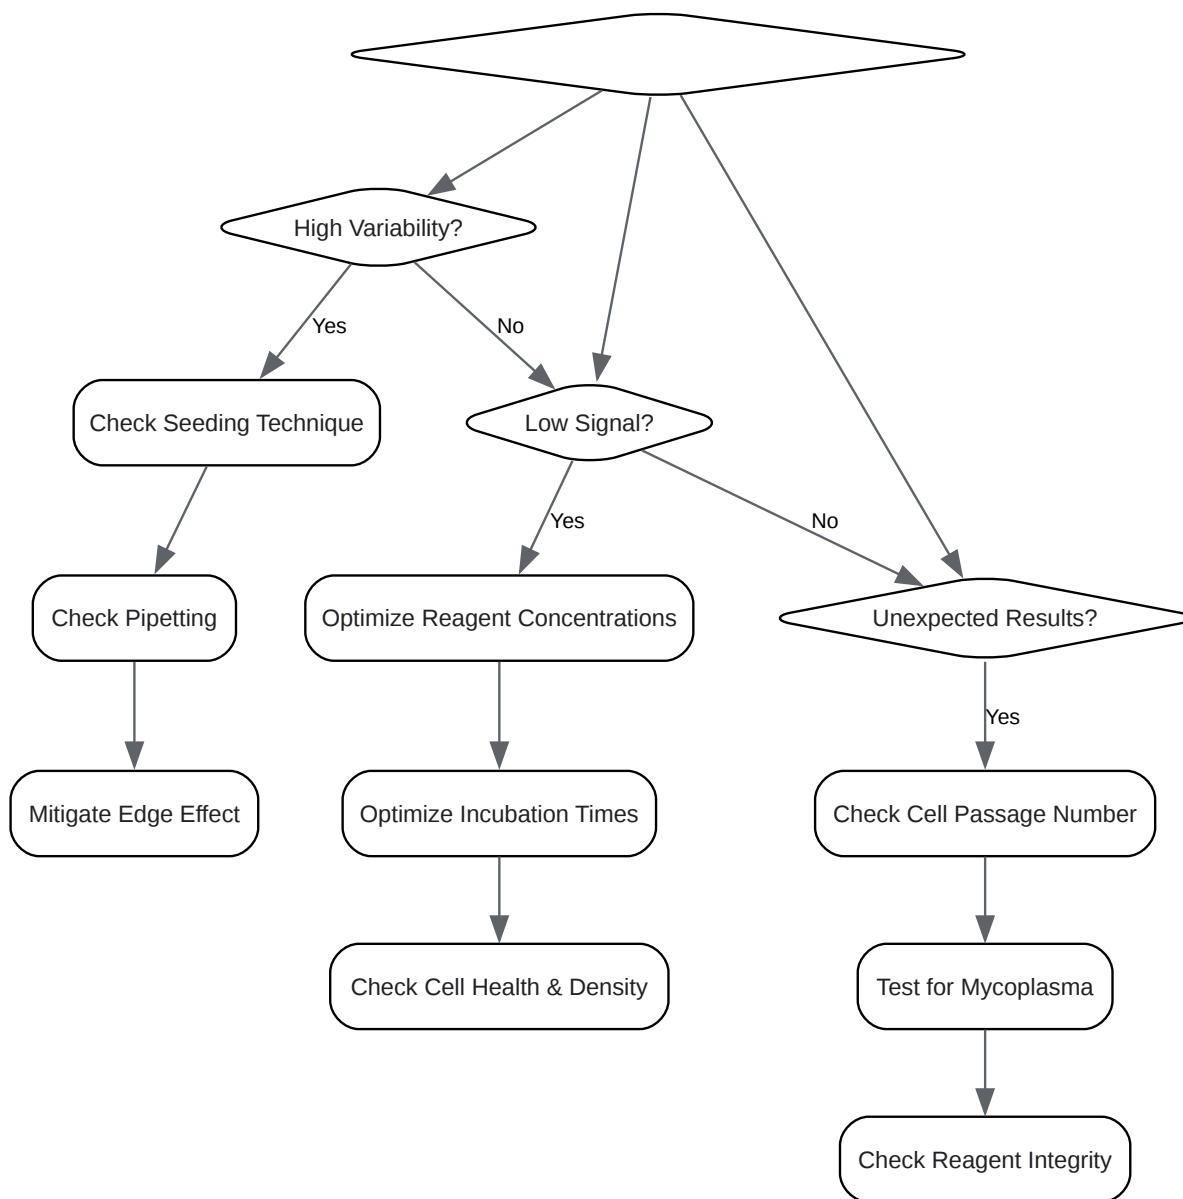 High Variability?
Yes
No
Check Seeding Technique
Low Signal?
Yes
No
Check Pipetting
Optimize Reagent Concentrations
Unexpected Results?
Yes
Mitigate Edge Effect
Optimize Incubation Times
Check Cell Passage Number
Check Cell Health & Density
Test for Mycoplasma
Check Reagent Integrity